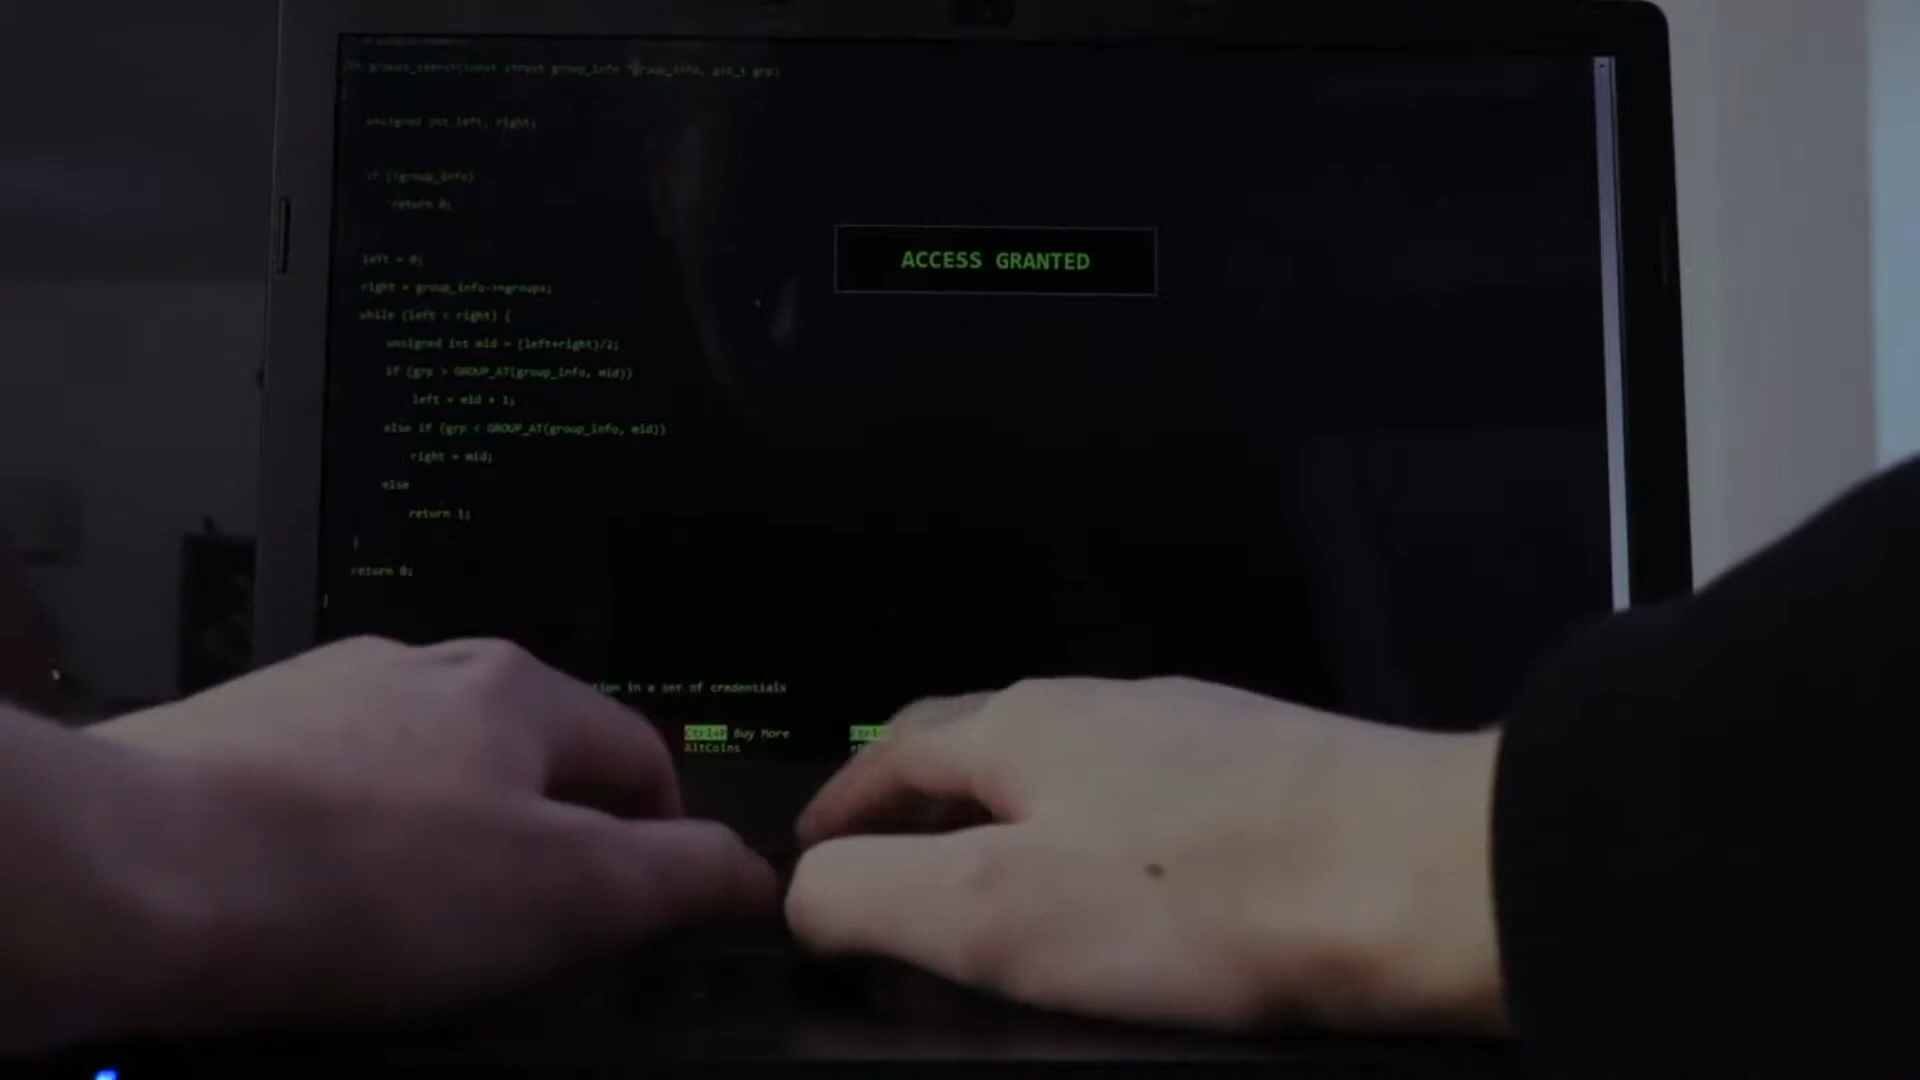 int groups_search(const struct group_info *group_info, gid_t grp)
unsigned int left, right;
if (!group_info)
return 0;
ACCESS GRANTED
left = 0;
right = group_info->ngroups;
while (left < right) {
unsigned int mid = (left+right)/2;
if (grp > GROUP_AT(group_info, mid))
left = mid + 1;
else if (grp < GROUP_AT(group_info, mid))
right = mid;
else
return 1;
}
return 0;
}
in a set of credentials
Ctrl+P Buy More
AltCoins